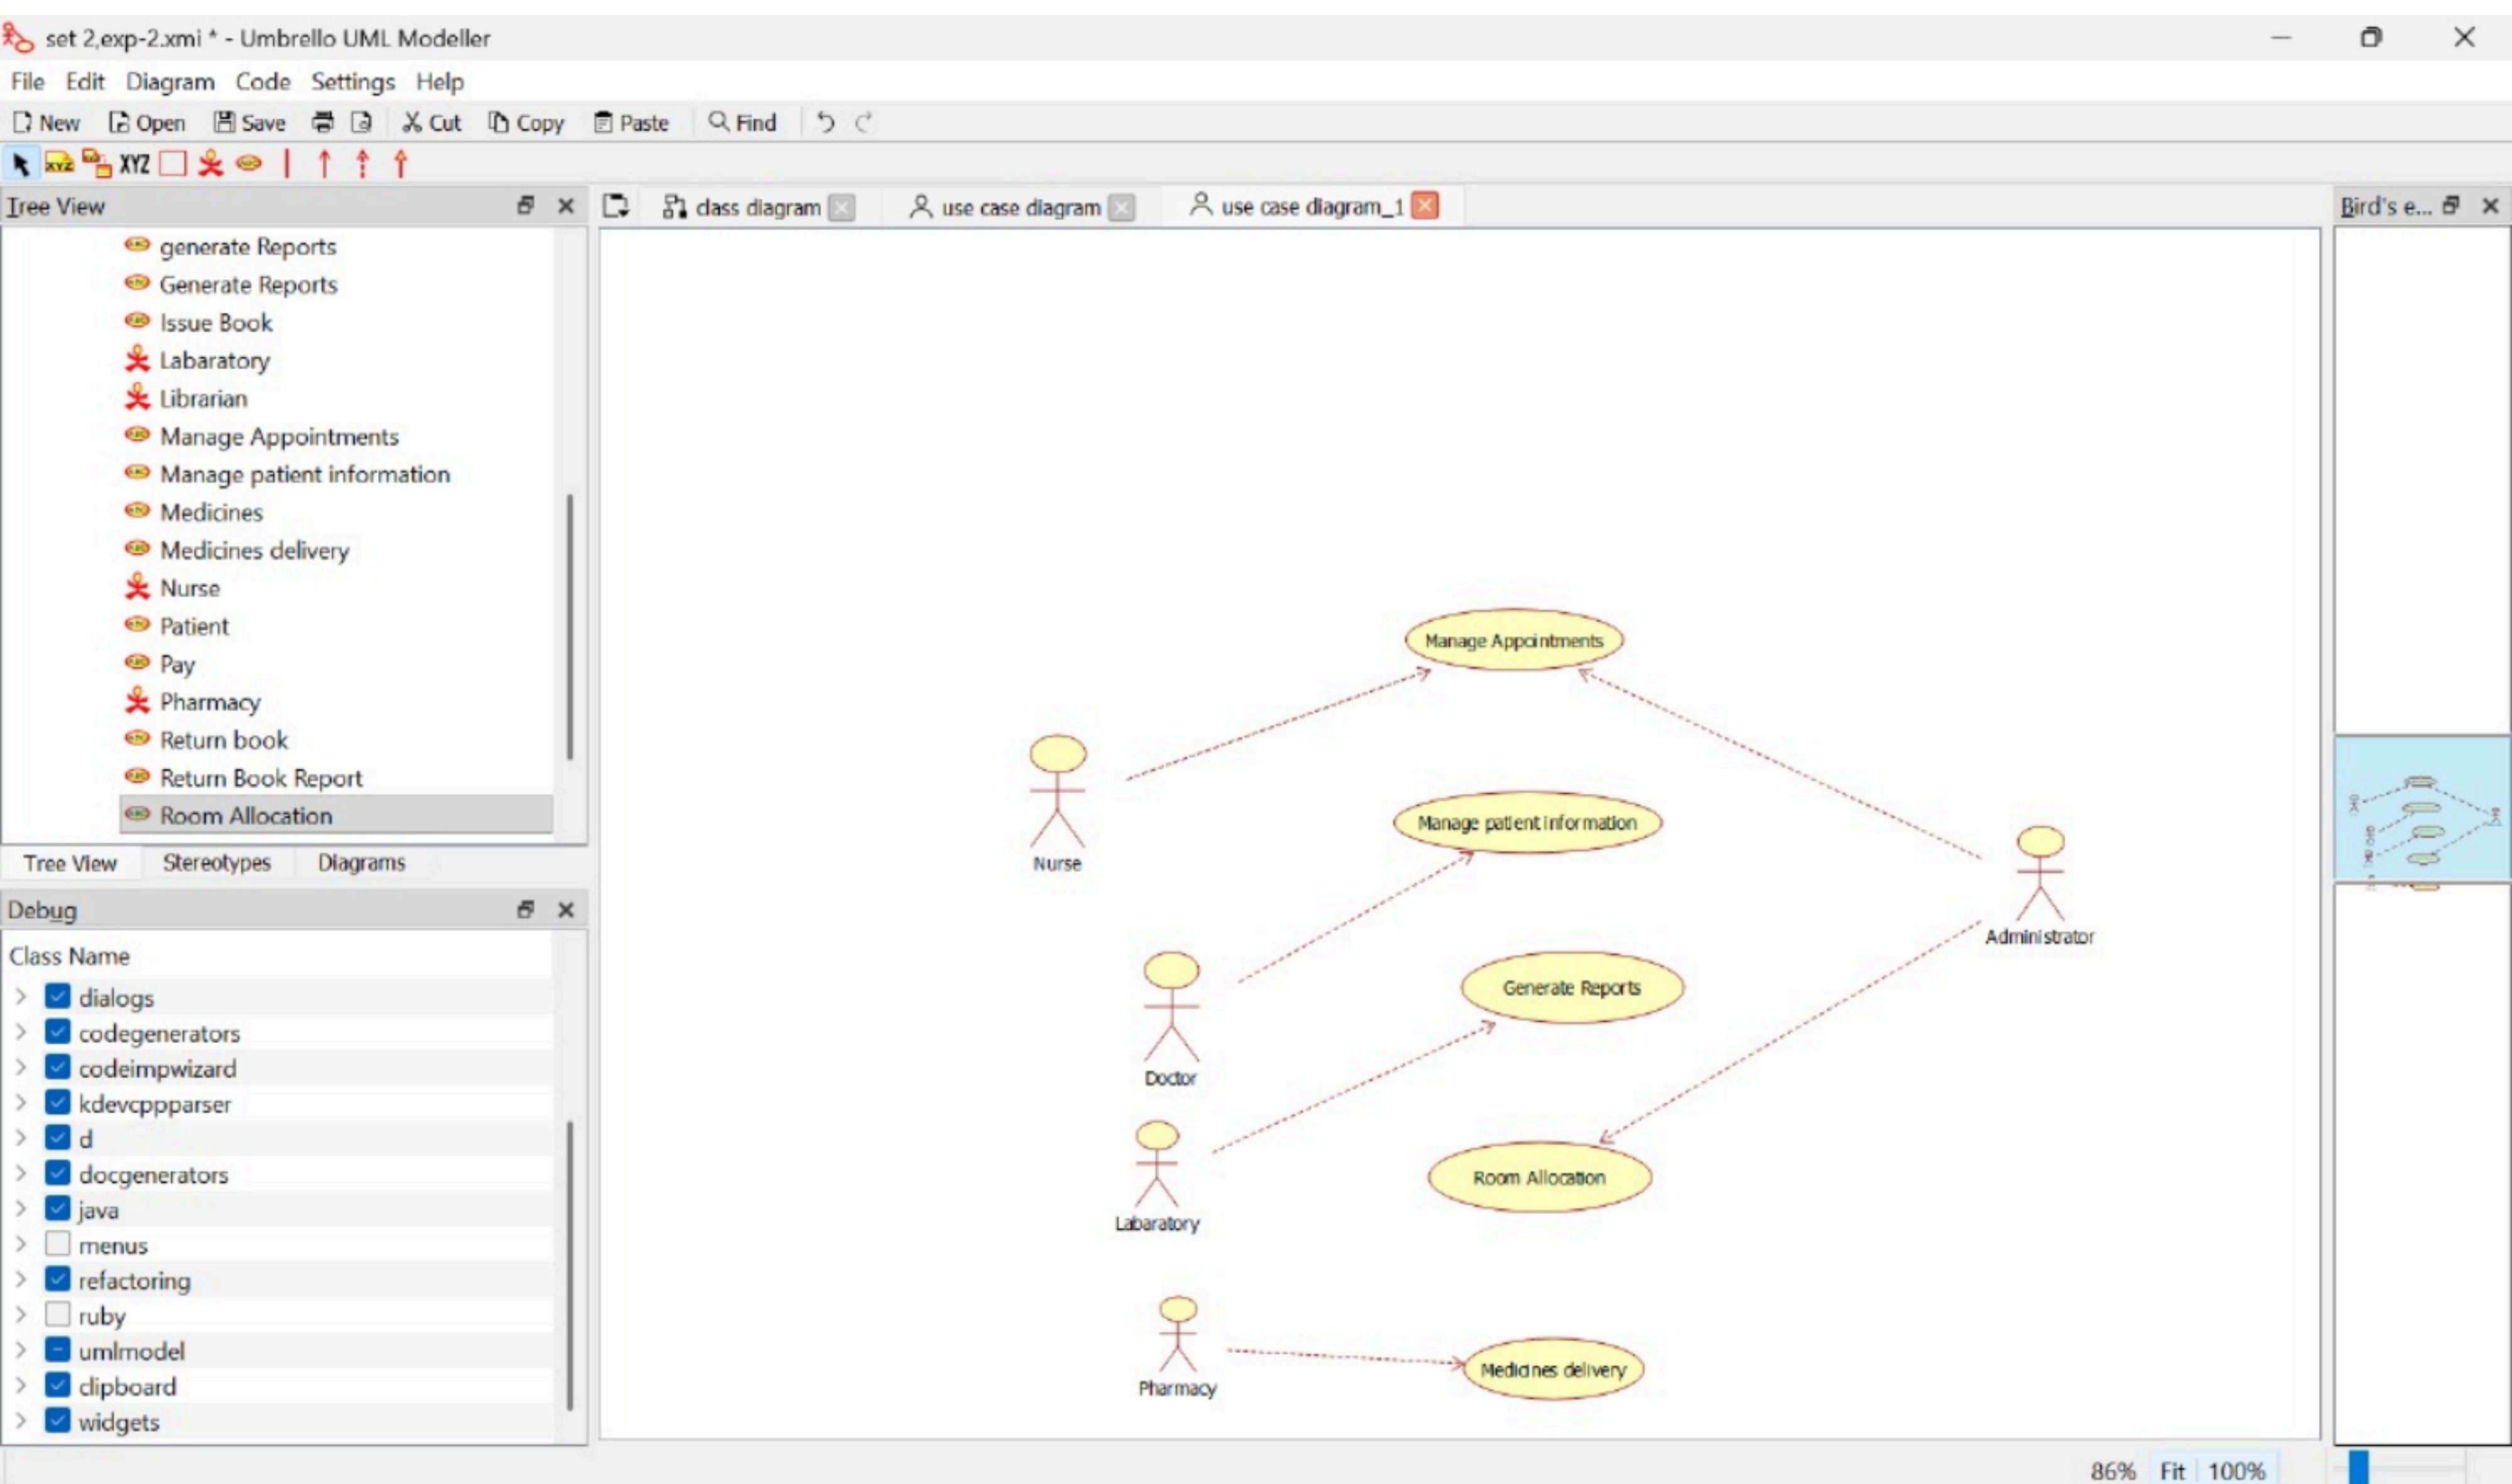 set 2,exp-2.xmi * - Umbrello UML Modeller
File Edit Diagram Code Settings Help
New Open Save Cut Copy Paste Find
XYZ XYZ
Tree View
class diagram
use case diagram
use case diagram_1
Bird's e...
generate Reports
Generate Reports
Issue Book
Labaratory
Librarian
Manage Appointments
Manage patient information
Medicines
Medicines delivery
Nurse
Patient
Pay
Pharmacy
Return book
Return Book Report
Room Allocation
Tree View Stereotypes Diagrams
Debug
Class Name
dialogs
codegenerators
codeimpwizard
kdevcppparser
d
docgenerators
java
menus
refactoring
ruby
umlmodel
clipboard
widgets
Manage Appointments
Nurse
Manage patient information
Administrator
Doctor
Generate Reports
Labaratory
Room Allocation
Pharmacy
Medicines delivery
86% Fit 100%